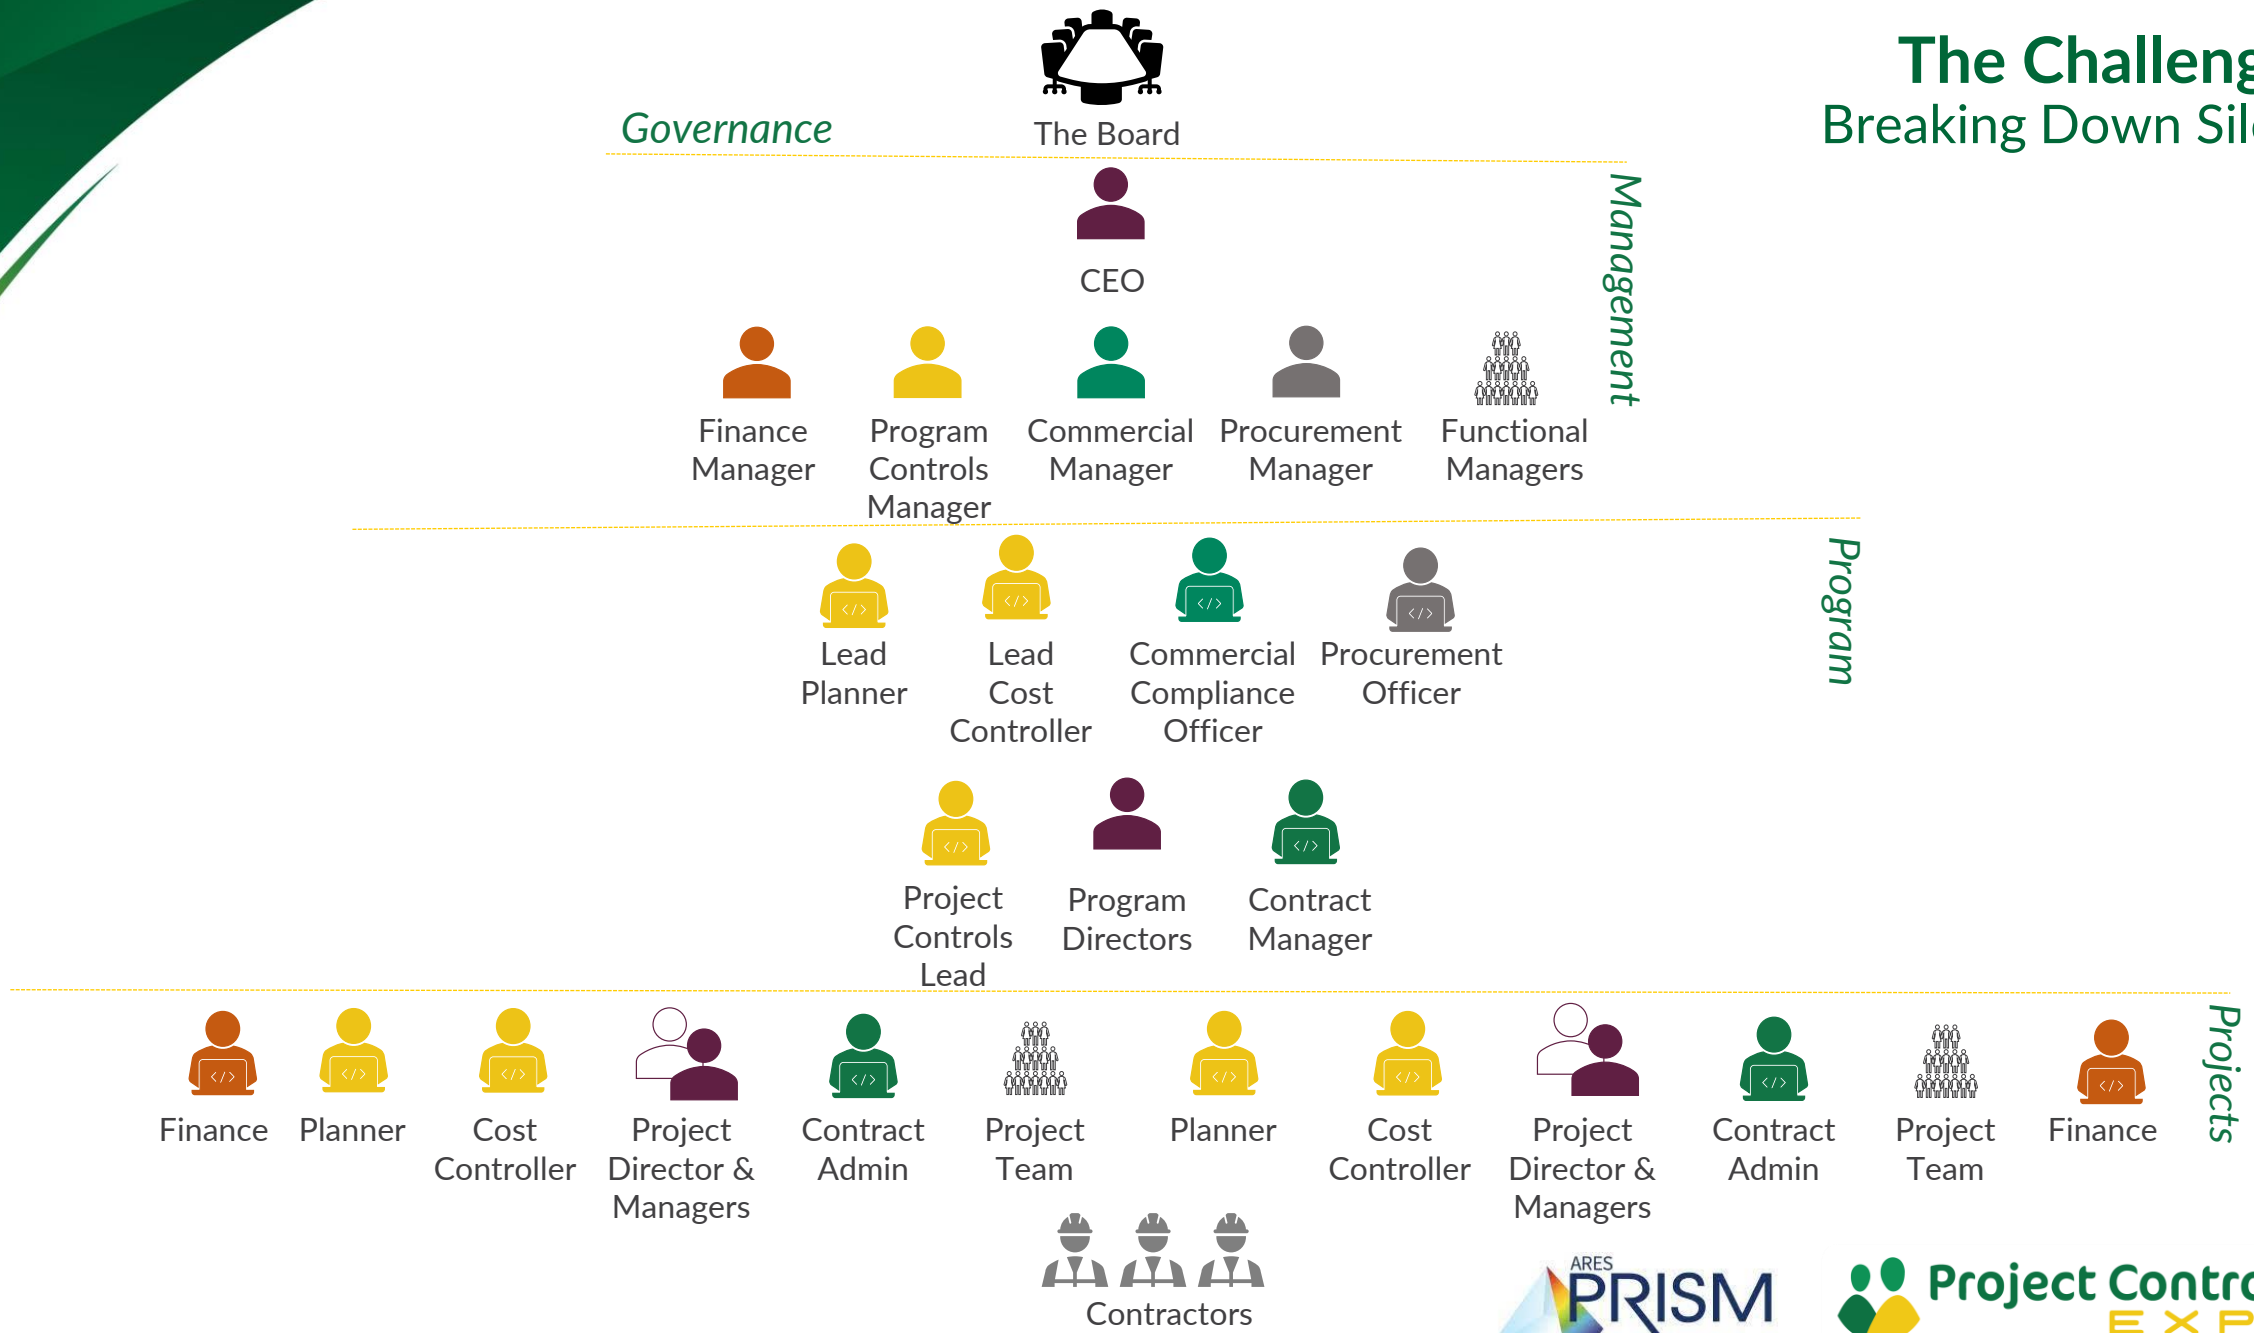 The Challeng
Breaking Down Sil
Governance
The Board
Management
CEO
Finance
Manager
Program
Controls
Manager
Commercial
Manager
Procurement
Manager
Functional
Managers
Program
</>
</>
</>
</>
Lead
Planner
Lead
Cost
Controller
Commercial
Compliance
Officer
Procurement
Officer
</>
</>
Project
Controls
Lead
Program
Directors
Contract
Manager
Projects
</>
</>
</>
</>
</>
</>
</>
</>
Finance
Planner
Cost
Controller
Project
Director &
Managers
Contract
Admin
Project
Team
Planner
Cost
Controller
Project
Director &
Managers
Contract
Admin
Project
Team
Finance
Contractors
ARES
PRISM
Project Contro
EXP